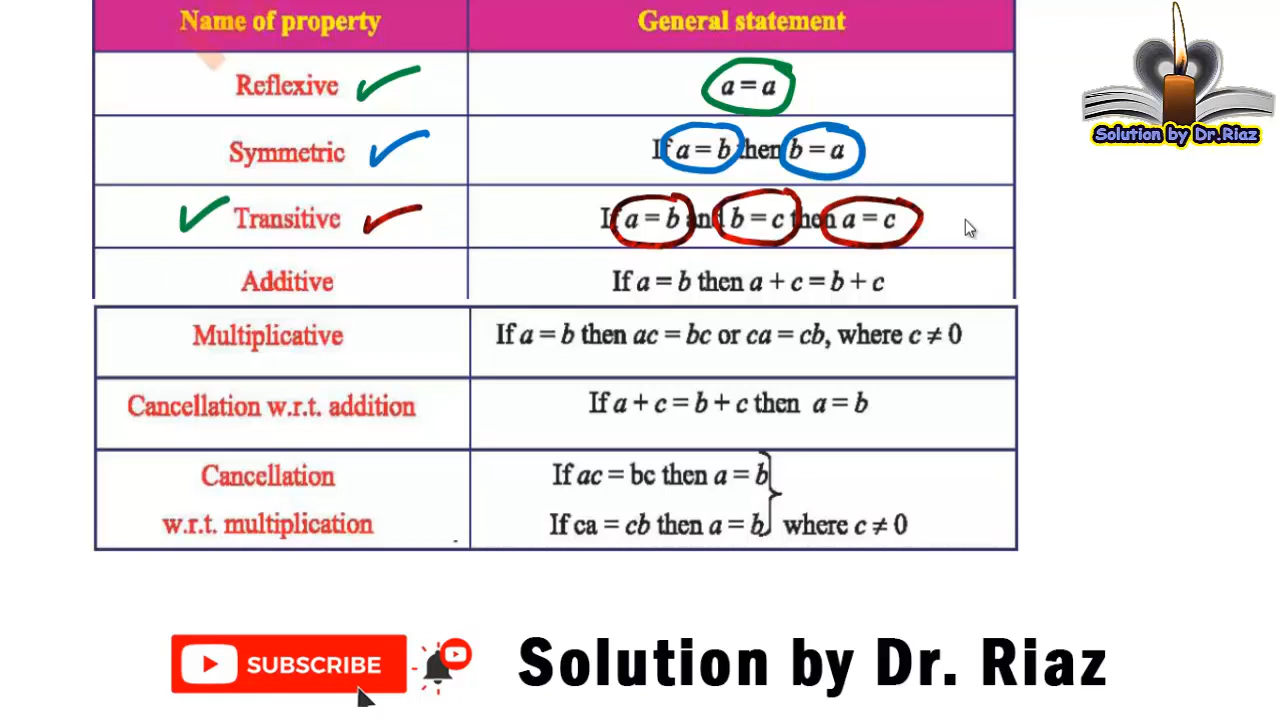 Name of property General statement
Reflexive a = a
Symmetric If a = b then b = a
Transitive If a = b and b = c then a = c
Additive If a = b then a + c = b + c
Multiplicative If a = b then ac = bc or ca = cb, where c ≠ 0
Cancellation w.r.t. addition If a + c = b + c then a = b
Cancellation If ac = bc then a = b
w.r.t. multiplication If ca = cb then a = b where c ≠ 0
Solution by Dr.Riaz
SUBSCRIBE
Solution by Dr. Riaz